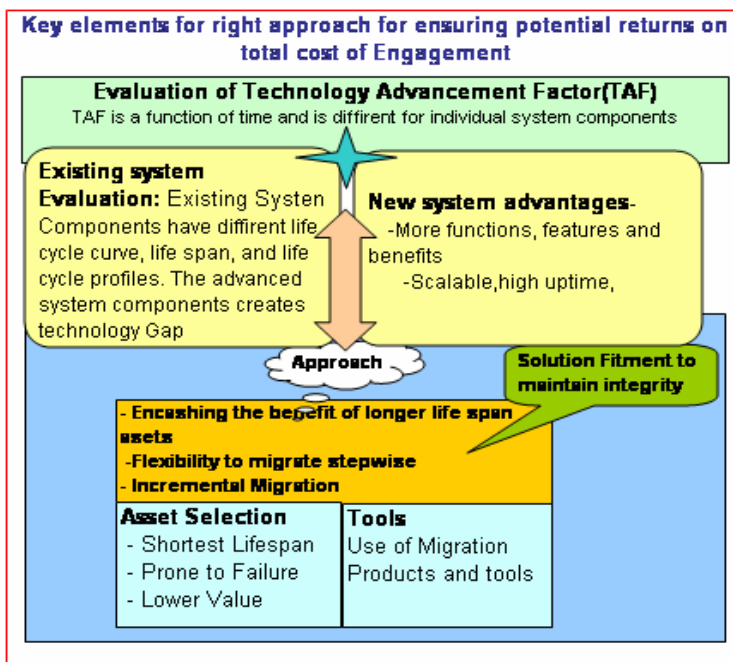 Key elements for right approach for ensuring potential returns on
total cost of Engagement
Evaluation of Technology Advancement Factor(TAF)
TAF is a function of time and is diffirent for individual system components
Existing system
Evaluation: Existing Systen
Components have diffirent life
cycle curve, life span, and life
cycle profiles. The advanced
system components creates
technology Gap
New system advantages-
-More functions, features and
benefits
-Scalable,high uptime,
Approach
Solution Fitment to
maintain integrity
- Encashing the benefit of longer life span
asets
-Flexibility to migrate stepwise
- Incremental Migration
Asset Selection
- Shortest Lifespan
- Prone to Failure
- Lower Value
Tools
Use of Migration
Products and tools